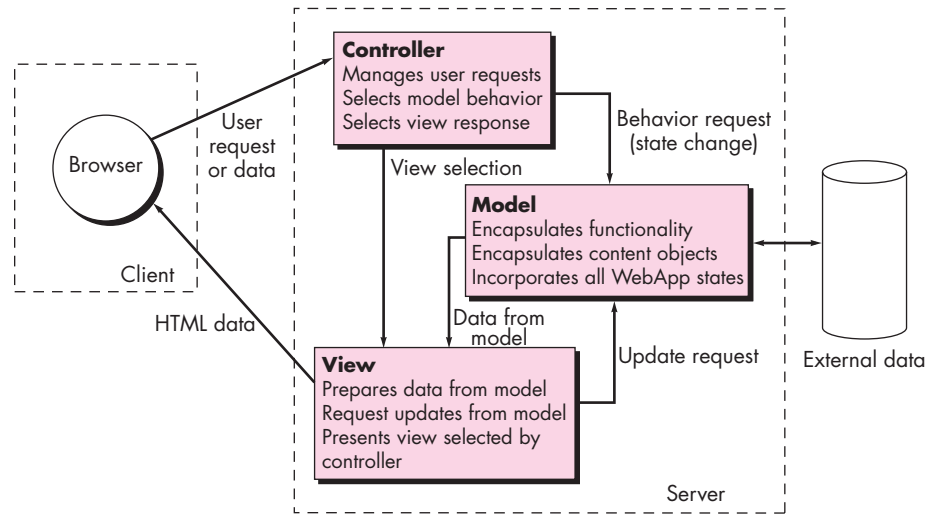 Controller
Manages user requests
Selects model behavior
Selects view response
Browser
User
request
or data
Behavior request
(state change)
View selection
Model
Encapsulates functionality
Encapsulates content objects
Incorporates all WebApp states
Client
HTML data
Data from
model
Update request
External data
View
Prepares data from model
Request updates from model
Presents view selected by
controller
Server